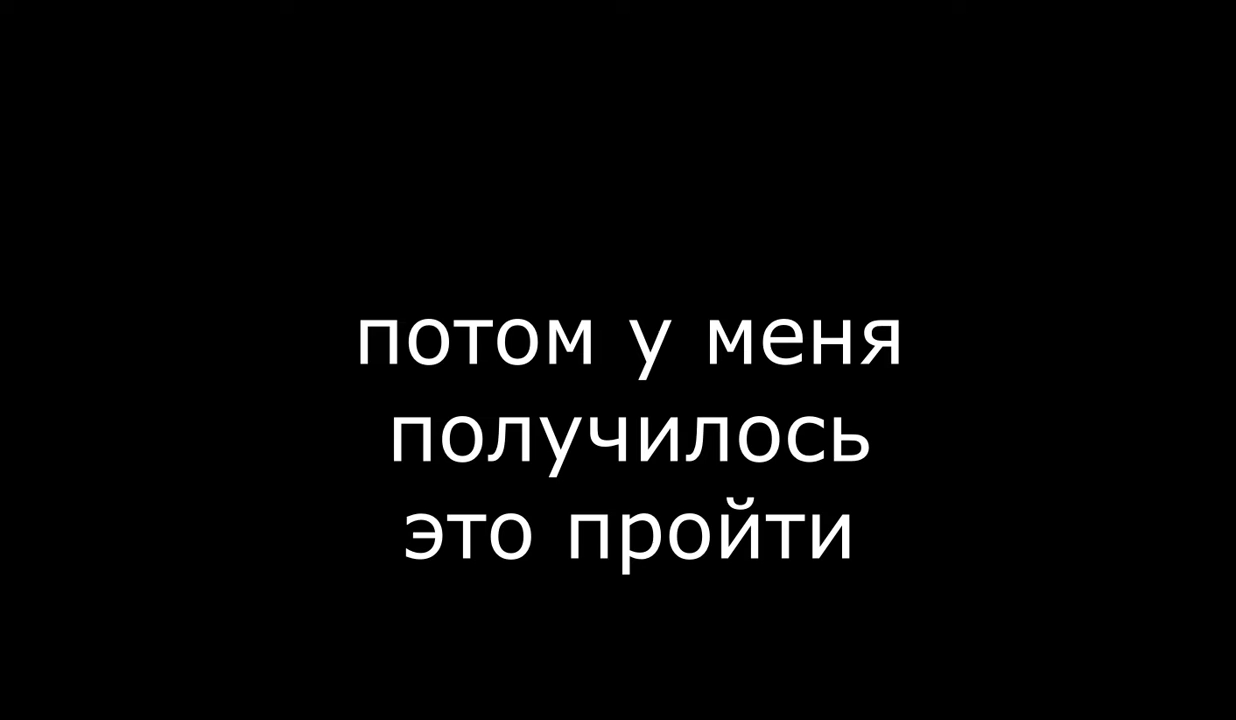 потом у меня
получилось
это пройти